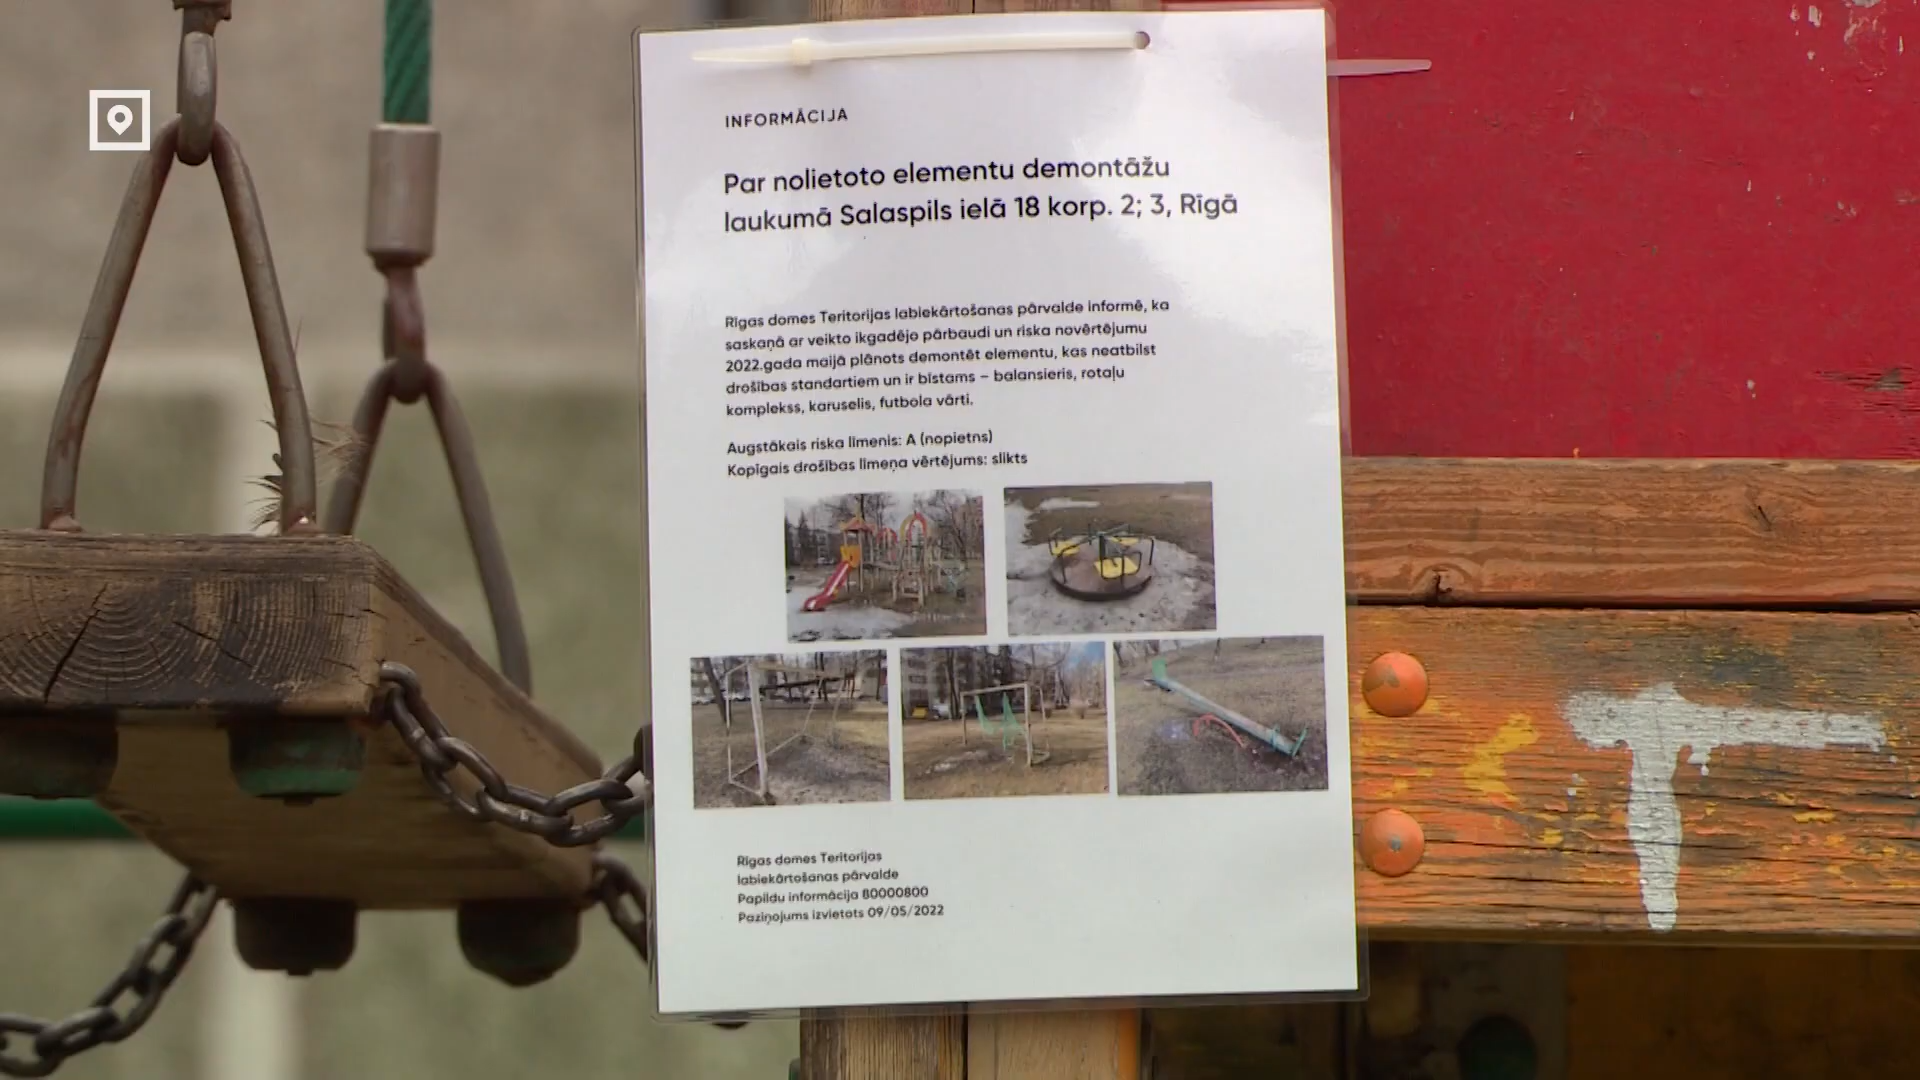 INFORMĀCIJA
Par nolietoto elementu demontāžu
laukumā Salaspils ielā 18 korp. 2; 3, Rīgā
Rīgas domes Teritorijas labiekārtošanas pārvalde informē, ka
saskaņā ar veikto ikgadējo pārbaudi un riska novērtējumu
2022.gada maijā plānots demontēt elementu, kas neatbilst
drošības standartiem un ir bīstams – balansieris, rotaļu
komplekss, karuselis, futbola vārti.
Augstākais riska līmenis: A (nopietns)
Kopīgais drošības līmeņa vērtējums: slikts
Rīgas domes Teritorijas
labiekārtošanas pārvalde
Papildu informācija 80000800
Paziņojums izvietots 09/05/2022
T